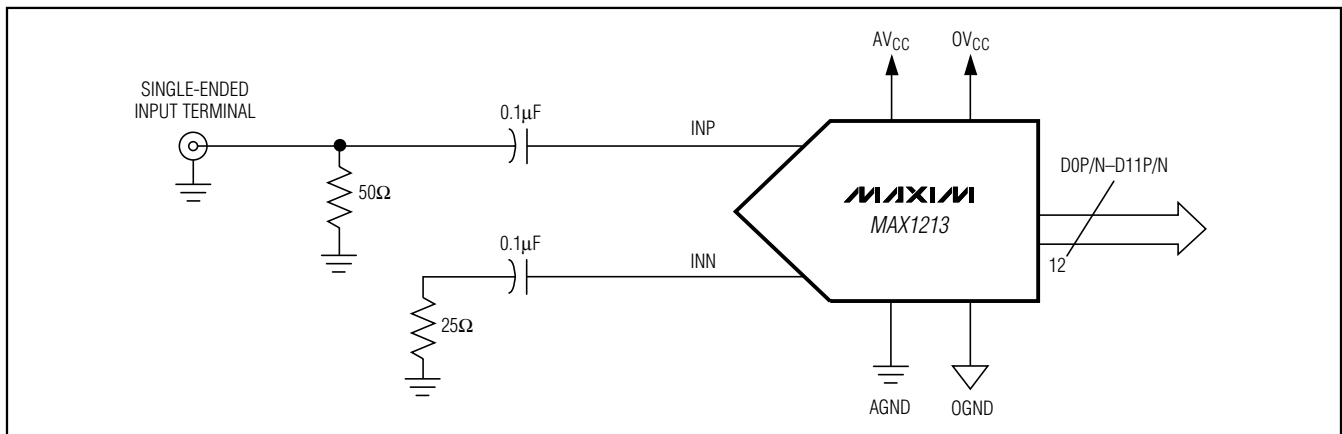 AVCC
OVCC
SINGLE-ENDED
INPUT TERMINAL
0.1µF
INP
D0P/N–D11P/N
50Ω
MAXIM
MAX1213
0.1µF
INN
12
25Ω
AGND
OGND